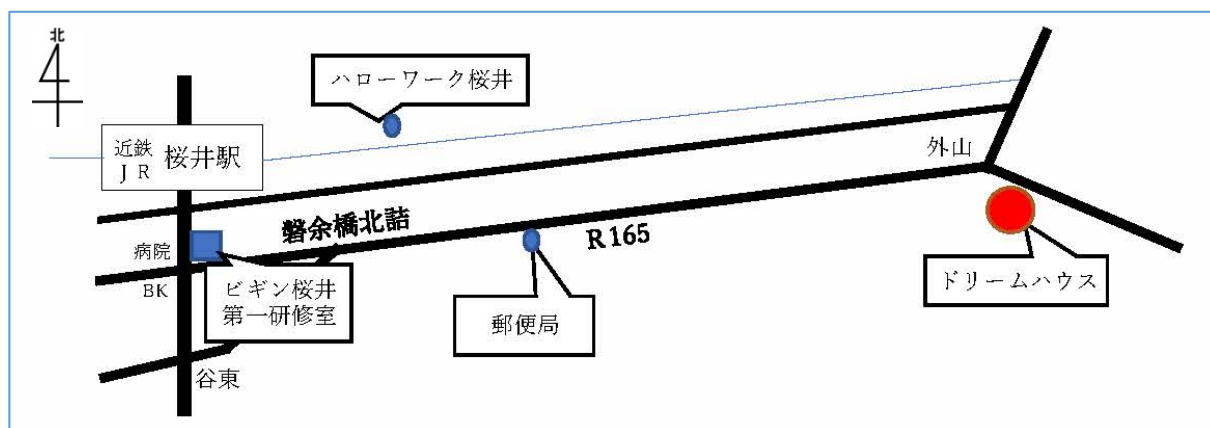 北
ハローワーク桜井
近鉄
ＪＲ
桜井駅
外山
磐余橋北詰
R165
病院
BK
ビギン桜井
第一研修室
郵便局
ドリームハウス
谷東